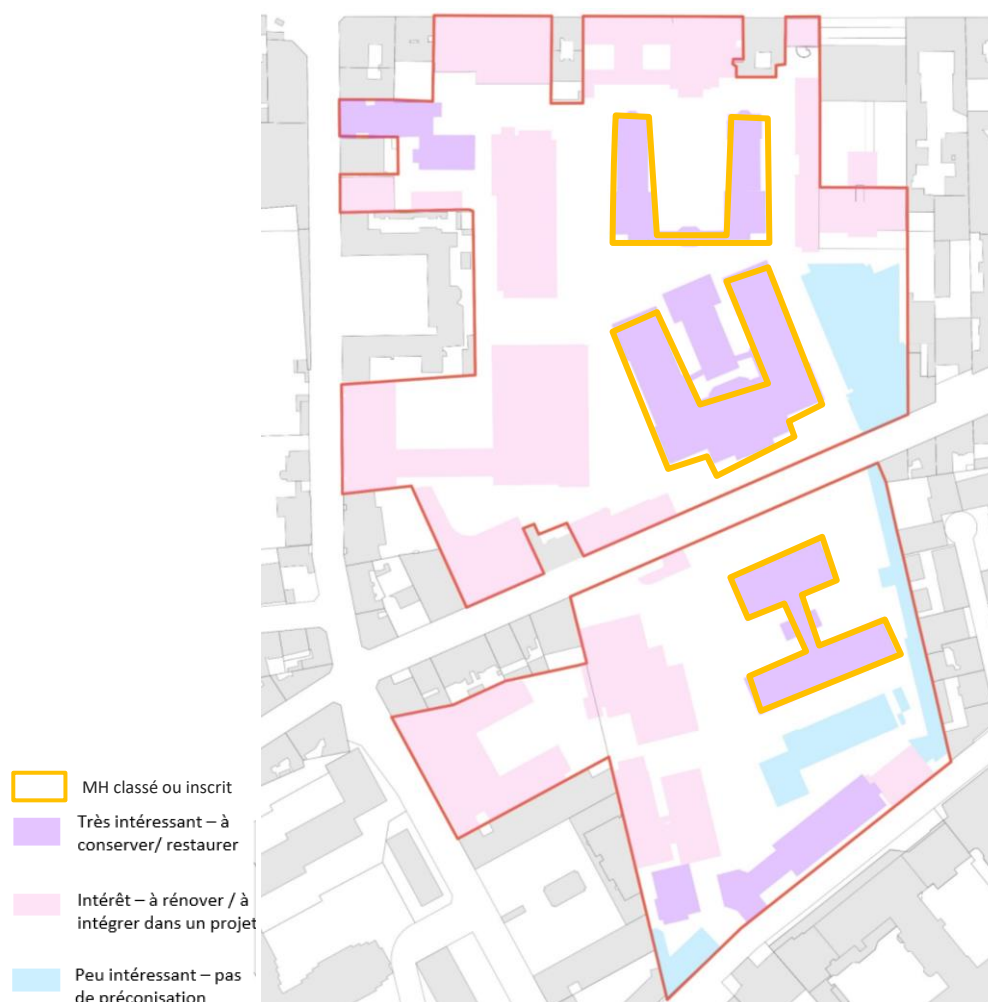 MH classé ou inscrit
Très intéressant – à
conserver/ restaurer
Intérêt – à rénover / à
intégrer dans un projet
Peu intéressant – pas
de préconisation